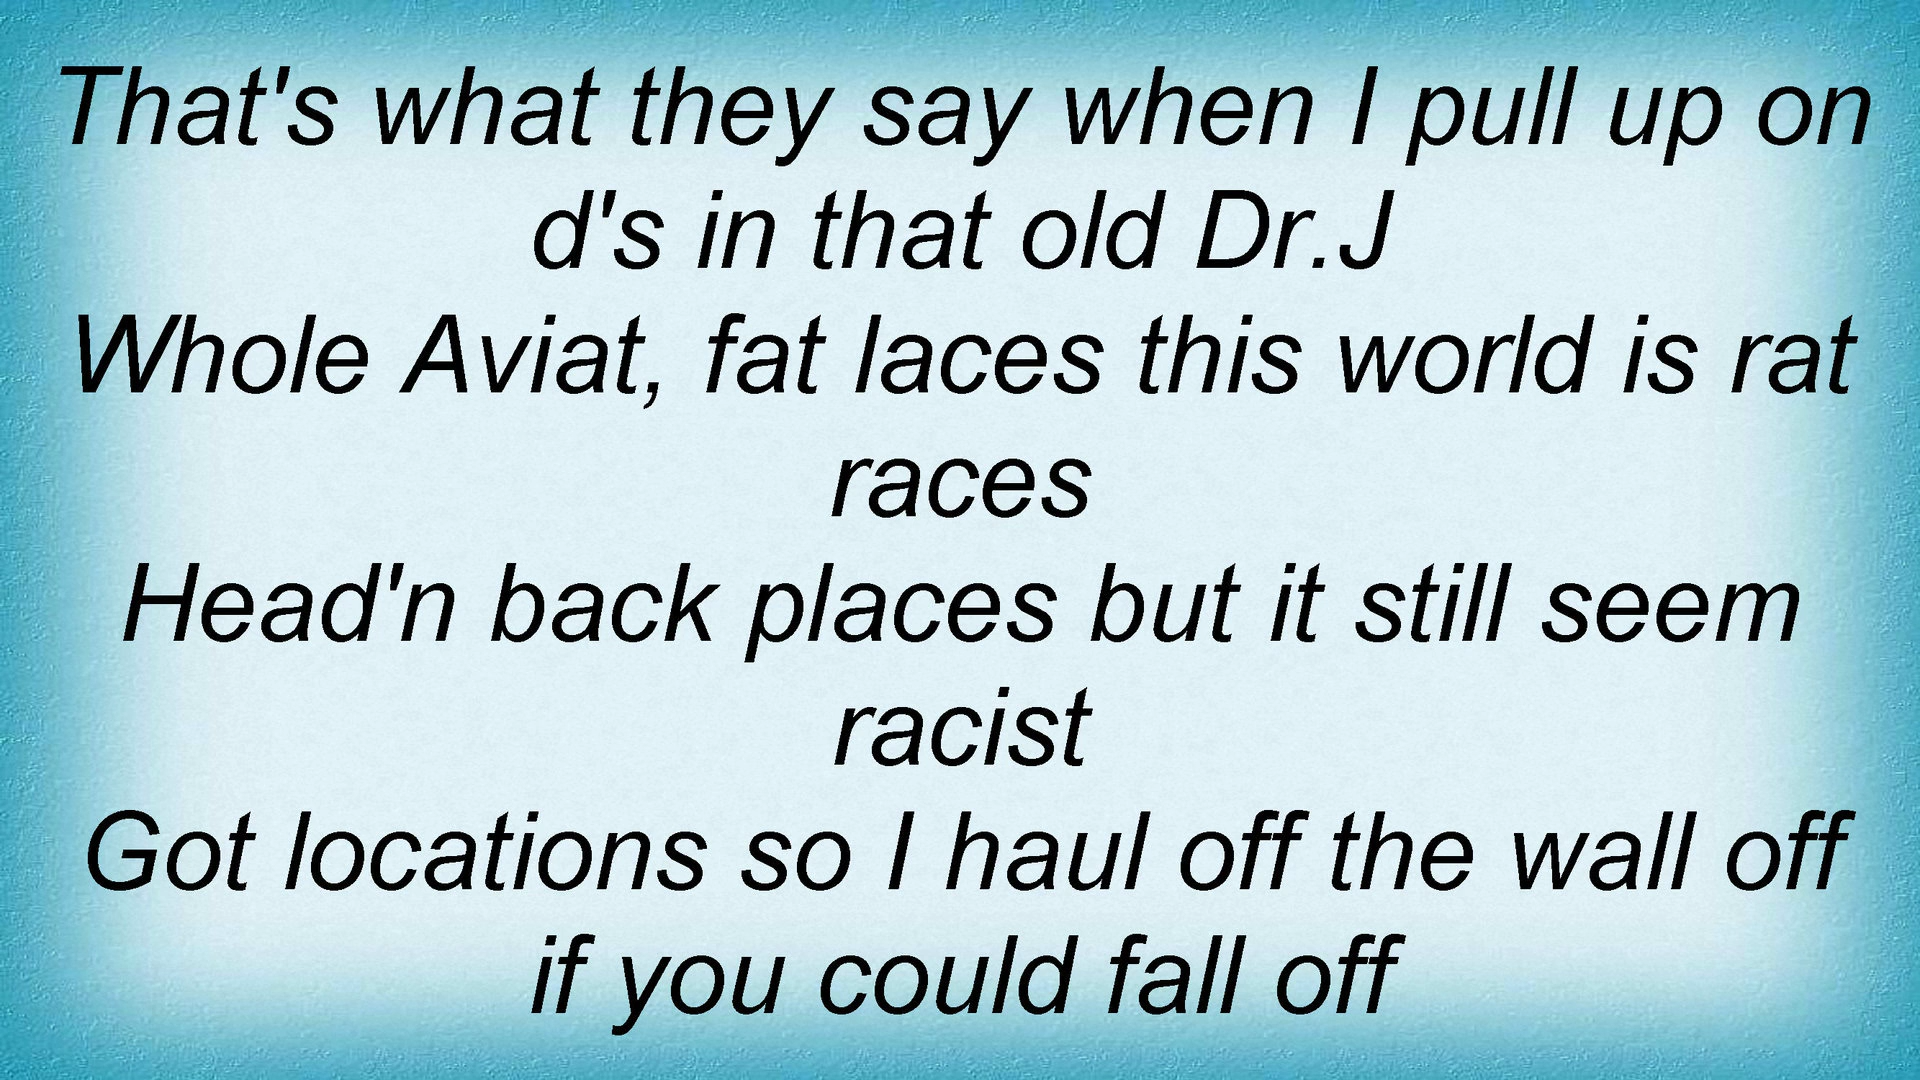 That's what they say when I pull up on
d's in that old Dr.J
Whole Aviat, fat laces this world is rat
races
Head'n back places but it still seem
racist
Got locations so I haul off the wall off
if you could fall off